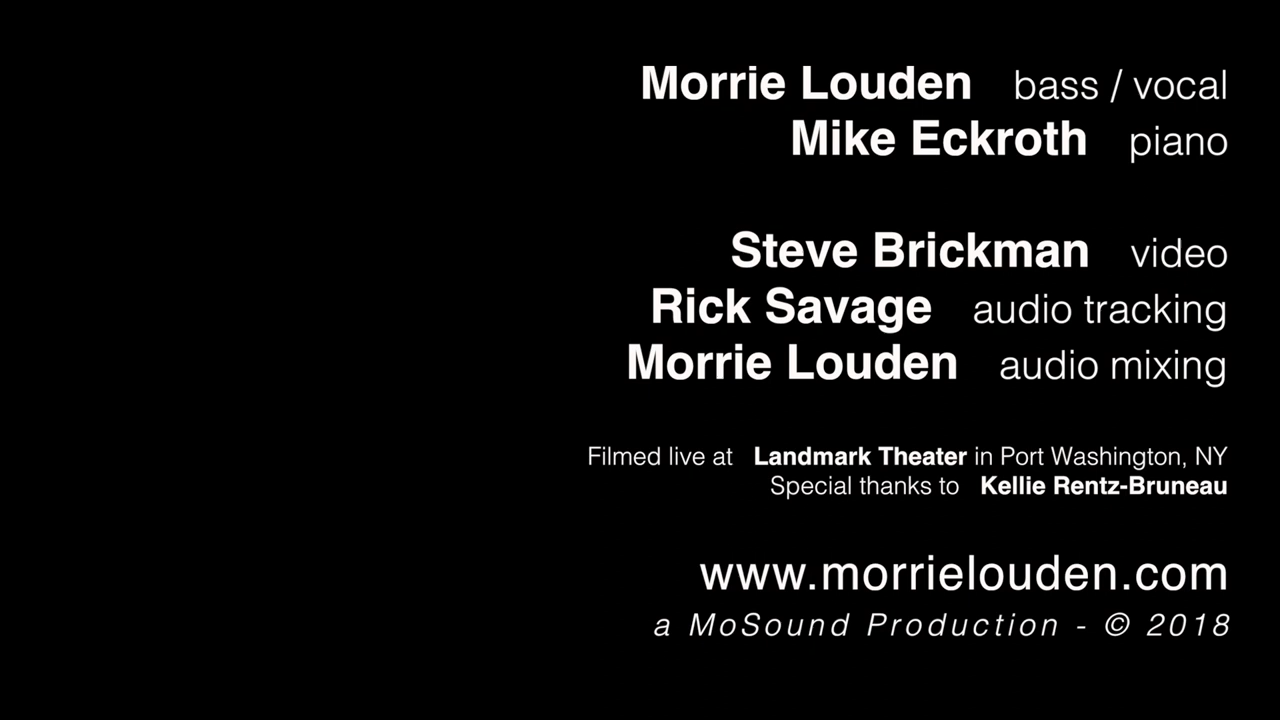 Morrie Louden bass / vocal
Mike Eckroth piano
Steve Brickman video
Rick Savage audio tracking
Morrie Louden audio mixing
Filmed live at Landmark Theater in Port Washington, NY
Special thanks to Kellie Rentz-Bruneau
www.morrielouden.com
a MoSound Production - © 2018